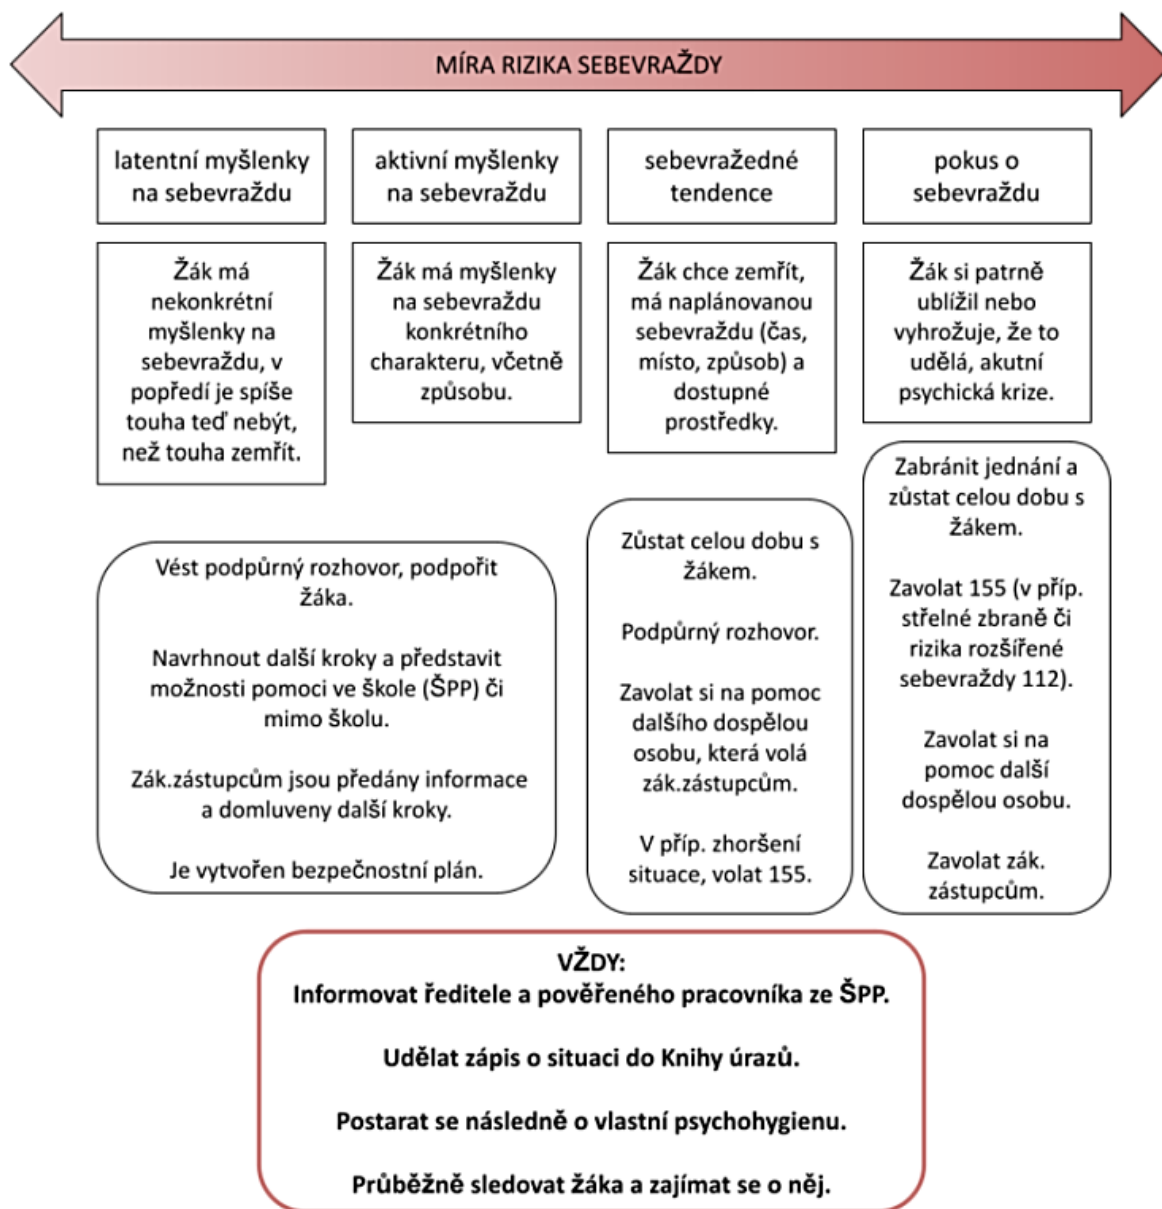 MÍRA RIZIKA SEBEVRAŽDY
latentní myšlenky
na sebevraždu
aktivní myšlenky
na sebevraždu
sebevražedné
tendence
pokus o
sebevraždu
Žák má
nekonkrétní
myšlenky na
sebevraždu, v
popředí je spíše
touha teď nebýt,
než touha zemřít.
Žák má myšlenky
na sebevraždu
konkrétního
charakteru, včetně
způsobu.
Žák chce zemřít,
má naplánovanou
sebevraždu (čas,
místo, způsob) a
dostupné
prostředky.
Žák si patrně
ublížil nebo
vyhrožuje, že to
udělá, akutní
psychická krize.
Vést podpůrný rozhovor, podpořit
žáka.
Navrhnout další kroky a představit
možnosti pomoci ve škole (ŠPP) či
mimo školu.
Zák.zástupcům jsou předány informace
a domluveny další kroky.
Je vytvořen bezpečnostní plán.
Zůstat celou dobu s
žákem.
Podpůrný rozhovor.
Zavolat si na pomoc
dalšího dospělou
osobu, která volá
zák.zástupcům.
V příp. zhoršení
situace, volat 155.
Zabránit jednání a
zůstat celou dobu s
žákem.
Zavolat 155 (v příp.
střelné zbraně či
rizika rozšířené
sebevraždy 112).
Zavolat si na
pomoc další
dospělou osobu.
Zavolat zák.
zástupcům.
VŽDY:
Informovat ředitele a pověřeného pracovníka ze ŠPP.
Udělat zápis o situaci do Knihy úrazů.
Postarat se následně o vlastní psychohygienu.
Průběžně sledovat žáka a zajímat se o něj.